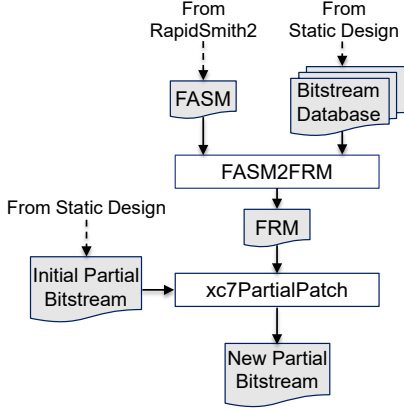 From
RapidSmith2
From
Static Design
FASM
Bitstream
Database
FASM2FRM
From Static Design
FRM
Initial Partial
Bitstream
xc7PartialPatch
New Partial
Bitstream